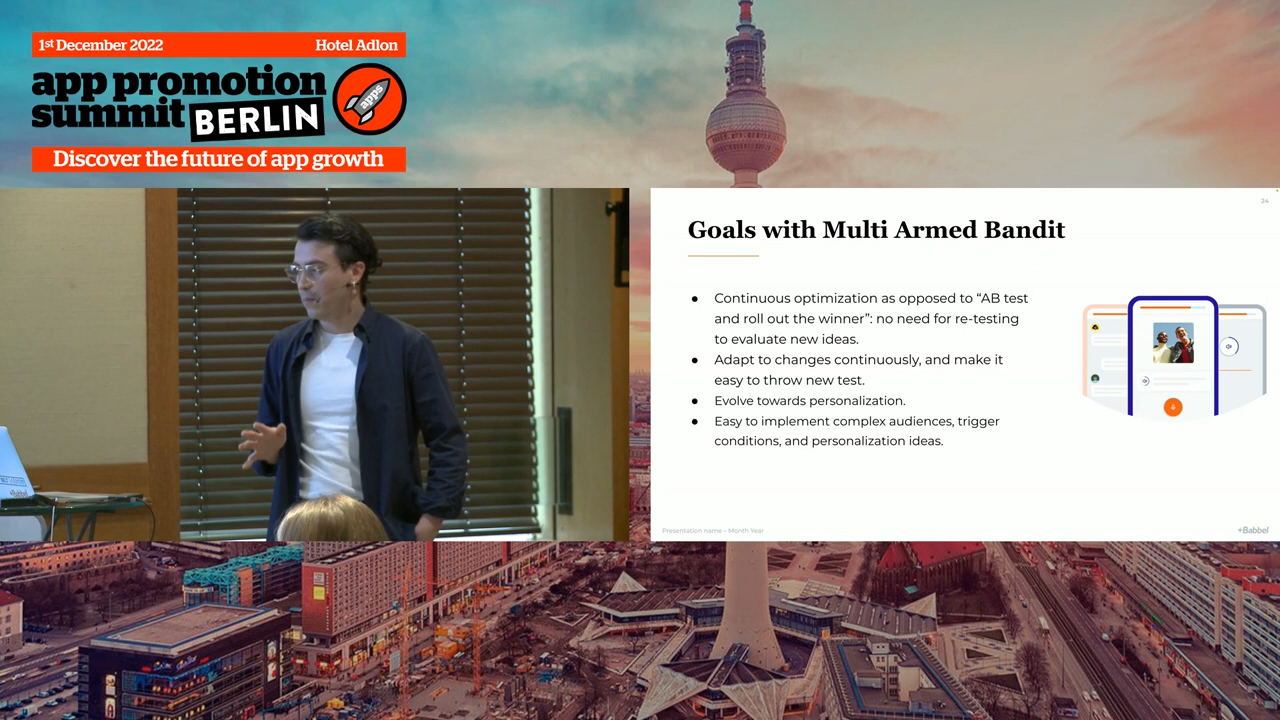 1st December 2022 Hotel Adlon
app promotion
summit BERLIN
apps
Discover the future of app growth
24
Goals with Multi Armed Bandit
● Continuous optimization as opposed to “AB test
and roll out the winner”: no need for re-testing
to evaluate new ideas.
● Adapt to changes continuously, and make it
easy to throw new test.
● Evolve towards personalization.
● Easy to implement complex audiences, trigger
conditions, and personalization ideas.
Presentation name – Month Year
+Babbel
+Babbel